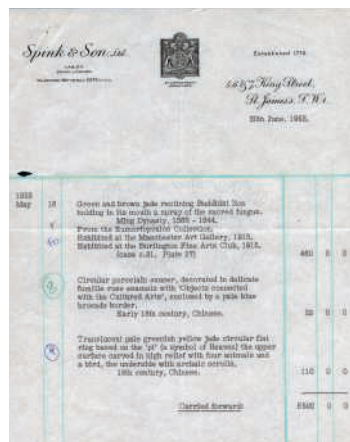 Spink & Son, Ltd.
Established 1772
5, 6 & 7, King Street,
St. James's, S.W.1.
June, 1953.
May 18
Green and brown jade reclining Buddhist lion
holding in its mouth a spray of the sacred fungus.
Ming Dynasty, 1368 - 1644.
From the Eumorfopoulos Collection.
Exhibited at the Manchester Art Gallery, 1913.
Exhibited at the Burlington Fine Arts Club, 1915.
(case Plate
0 0
Circular porcelain saucer, decorated in delicate
famille rose enamels with 'Objects connected
with the Cultured Arts', enclosed by a pale blue
brocade border.
Early 18th century, Chinese.
0 0
Translucent pale greenish yellow jade circular flat
ring based on the 'pi' (a symbol of Heaven) the upper
surface carved in high relief with four animals and
a bird, the underside with archaic scrolls.
18th century, Chinese.
110 0 0
Carried forward:
0 0